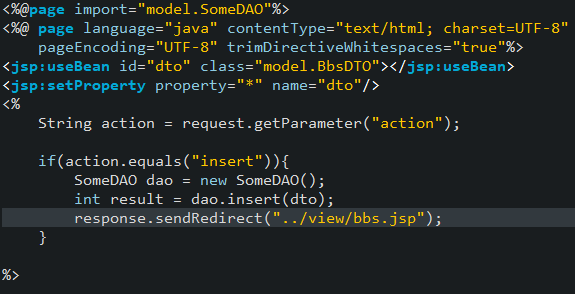 <%@page import="model.SomeDAO"%>
<%@ page language="java" contentType="text/html; charset=UTF-8"
    pageEncoding="UTF-8" trimDirectiveWhitespaces="true"%>
<jsp:useBean id="dto" class="model.BbsDTO"></jsp:useBean>
<jsp:setProperty property="*" name="dto"/>
<%
    String action = request.getParameter("action");

    if(action.equals("insert")){
        SomeDAO dao = new SomeDAO();
        int result = dao.insert(dto);
        response.sendRedirect("../view/bbs.jsp");
    }

%>